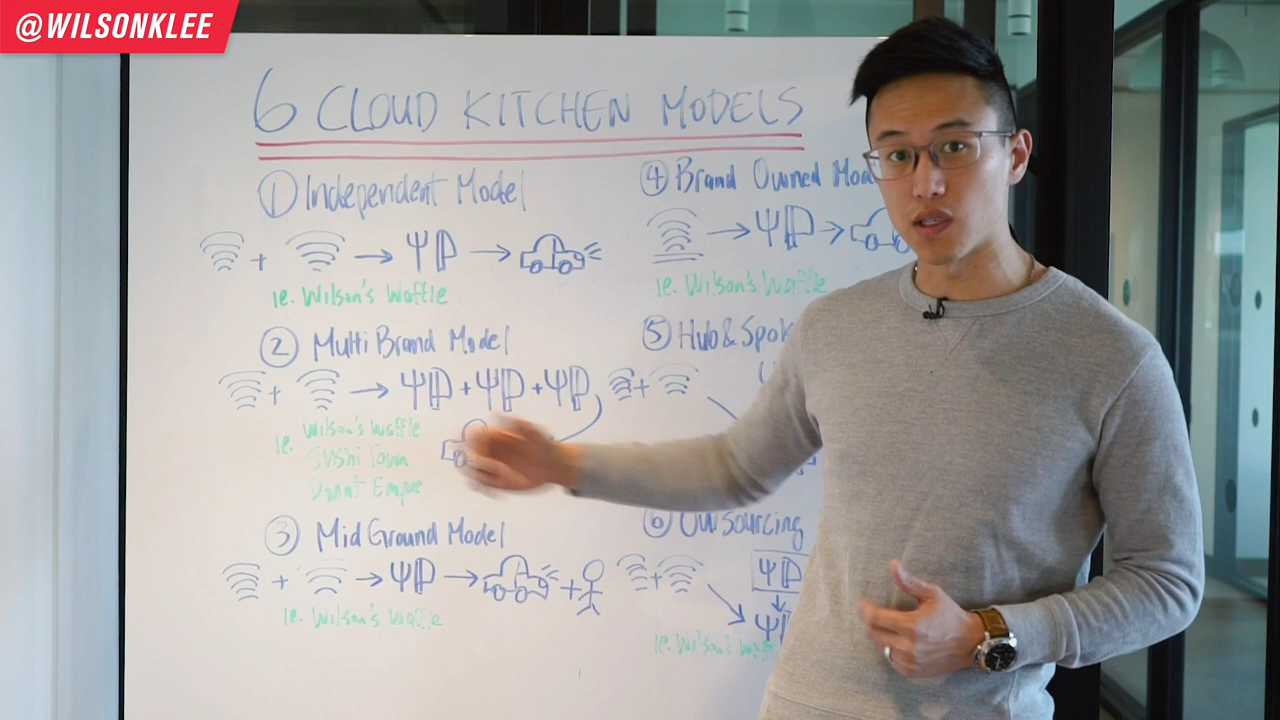 @WILSONKLEE
6 CLOUD KITCHEN MODELS
① Independent Model
ie. Wilson's Waffle
② Multi Brand Model
ie. Wilson's Waffle
Sushi Town
③ Mid Ground Model
ie. Wilson's Waffle
④ Brand Owned Mod
ie. Wilson's Waffle
⑤ Hub & Spok
⑥ Outsourcing
ie. Wilson's Waffle